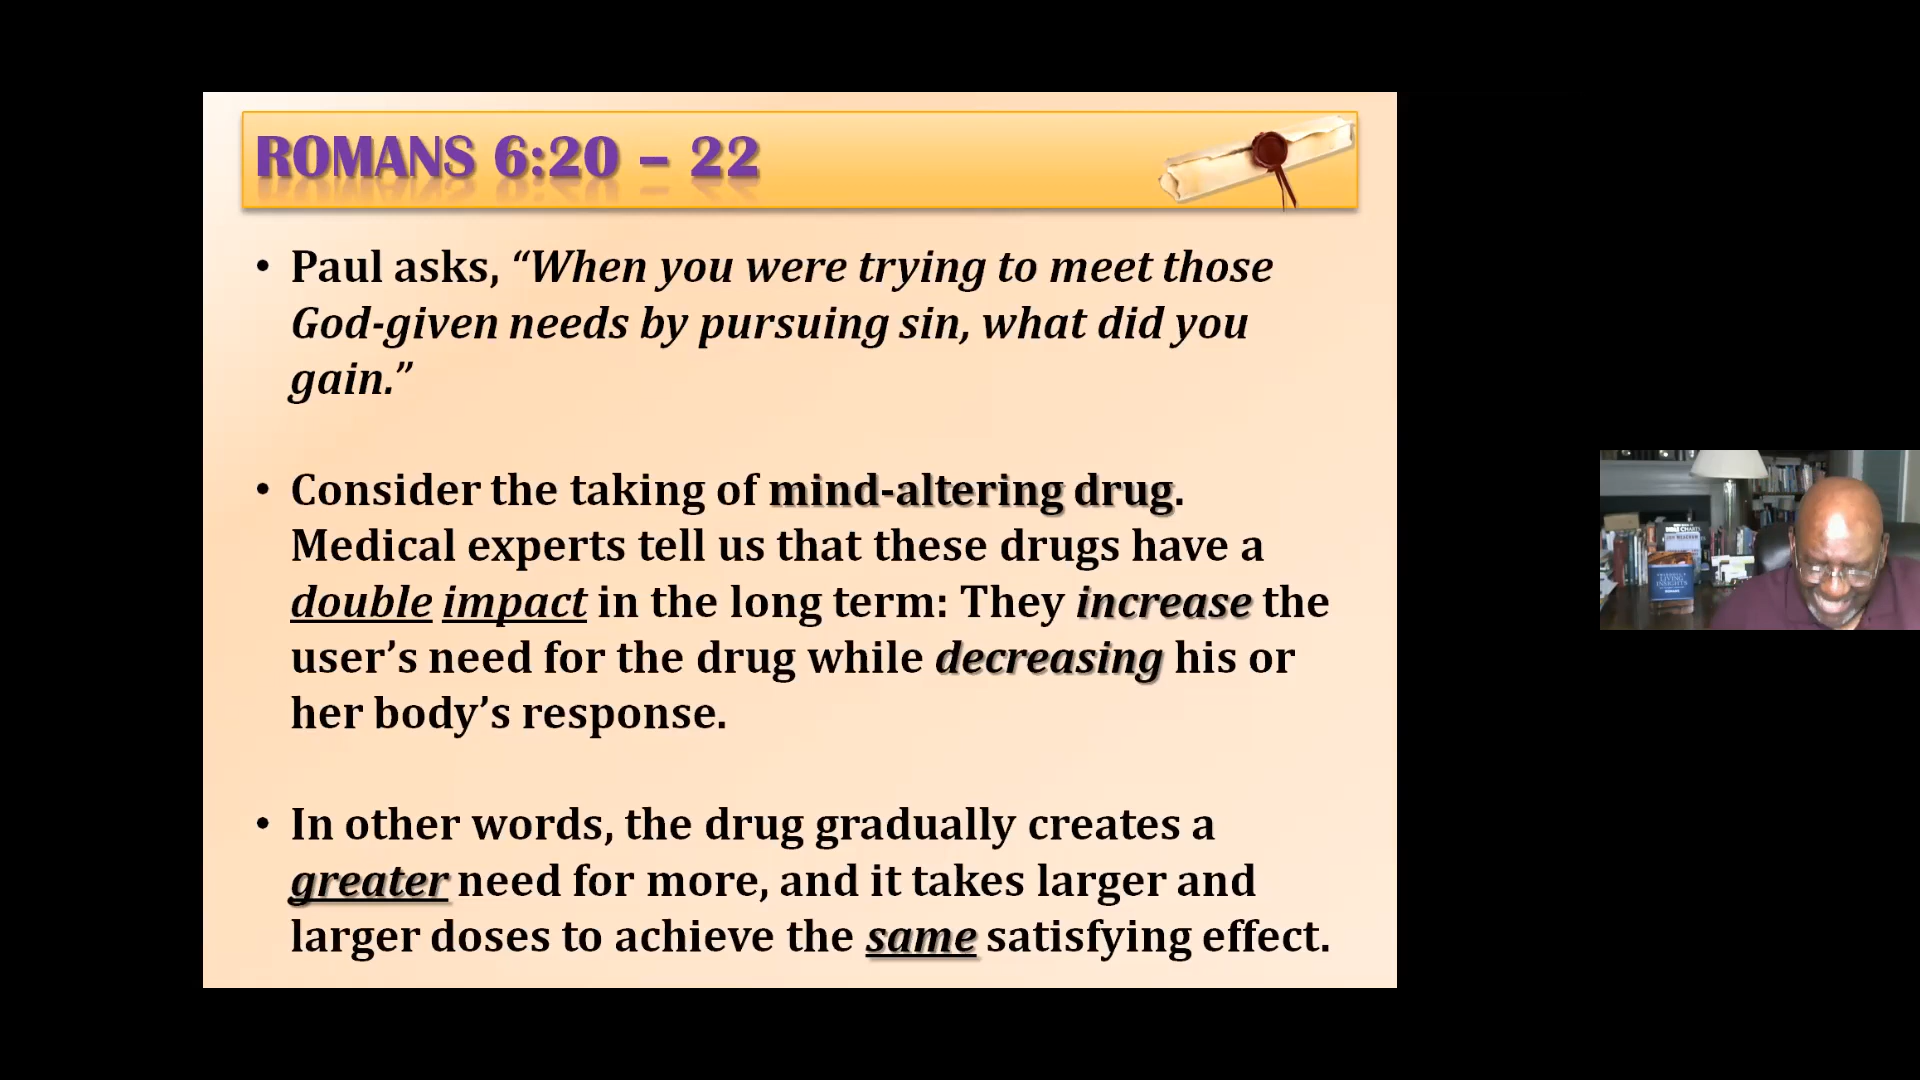 ROMANS 6:20 – 22
• Paul asks, “When you were trying to meet those
God-given needs by pursuing sin, what did you
gain.”
• Consider the taking of mind-altering drug.
Medical experts tell us that these drugs have a
double impact in the long term: They increase the
user’s need for the drug while decreasing his or
her body’s response.
• In other words, the drug gradually creates a
greater need for more, and it takes larger and
larger doses to achieve the same satisfying effect.
LIVING
INSIGHTS
ROMANS